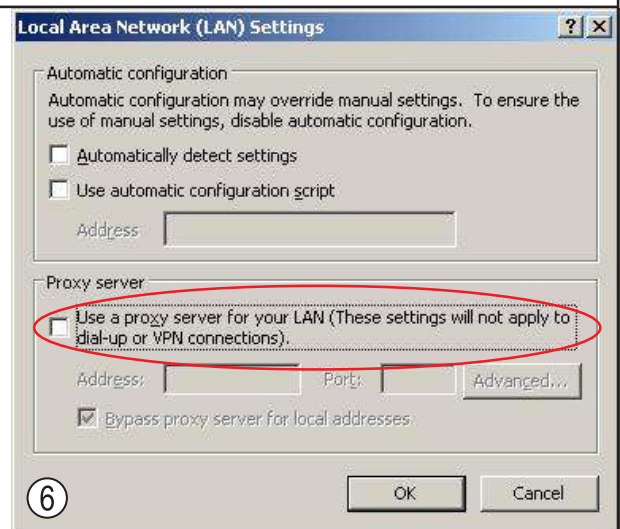 Local Area Network (LAN) Settings
Automatic configuration
Automatic configuration may override manual settings. To ensure the
use of manual settings, disable automatic configuration.
Automatically detect settings
Use automatic configuration script
Address
Proxy server
Use a proxy server for your LAN (These settings will not apply to
dial-up or VPN connections).
Address: Port: Advanced...
Bypass proxy server for local addresses
⑥ OK Cancel